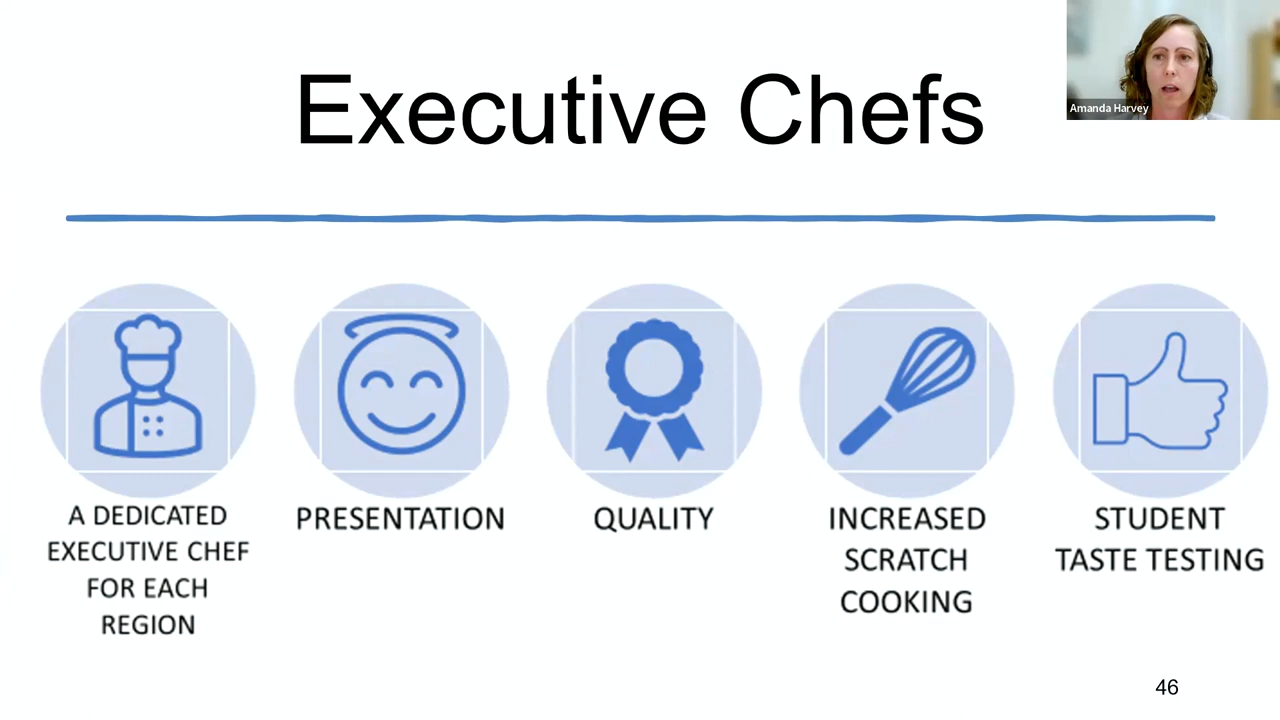 Executive Chefs
Amanda Harvey
A DEDICATED
EXECUTIVE CHEF
FOR EACH
REGION
PRESENTATION
QUALITY
INCREASED
SCRATCH
COOKING
STUDENT
TASTE TESTING
46